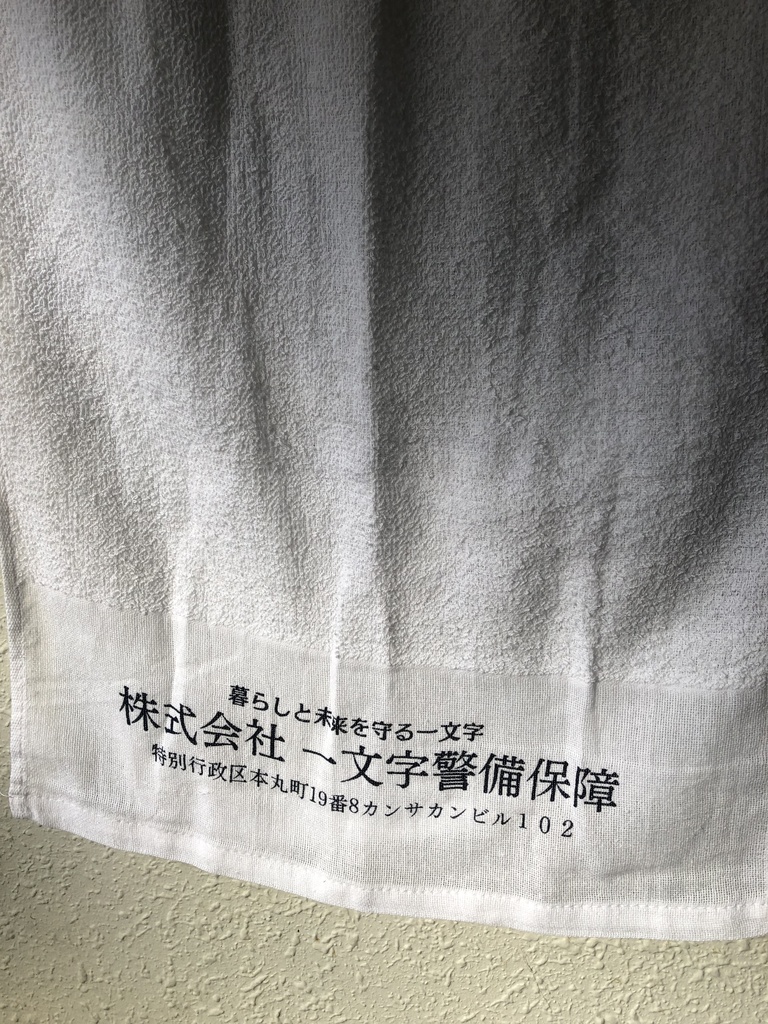 暮らしと未来を守る一文字
株式会社 一文字警備保障
特別行政区本丸町19番8カンサカンビル１０２